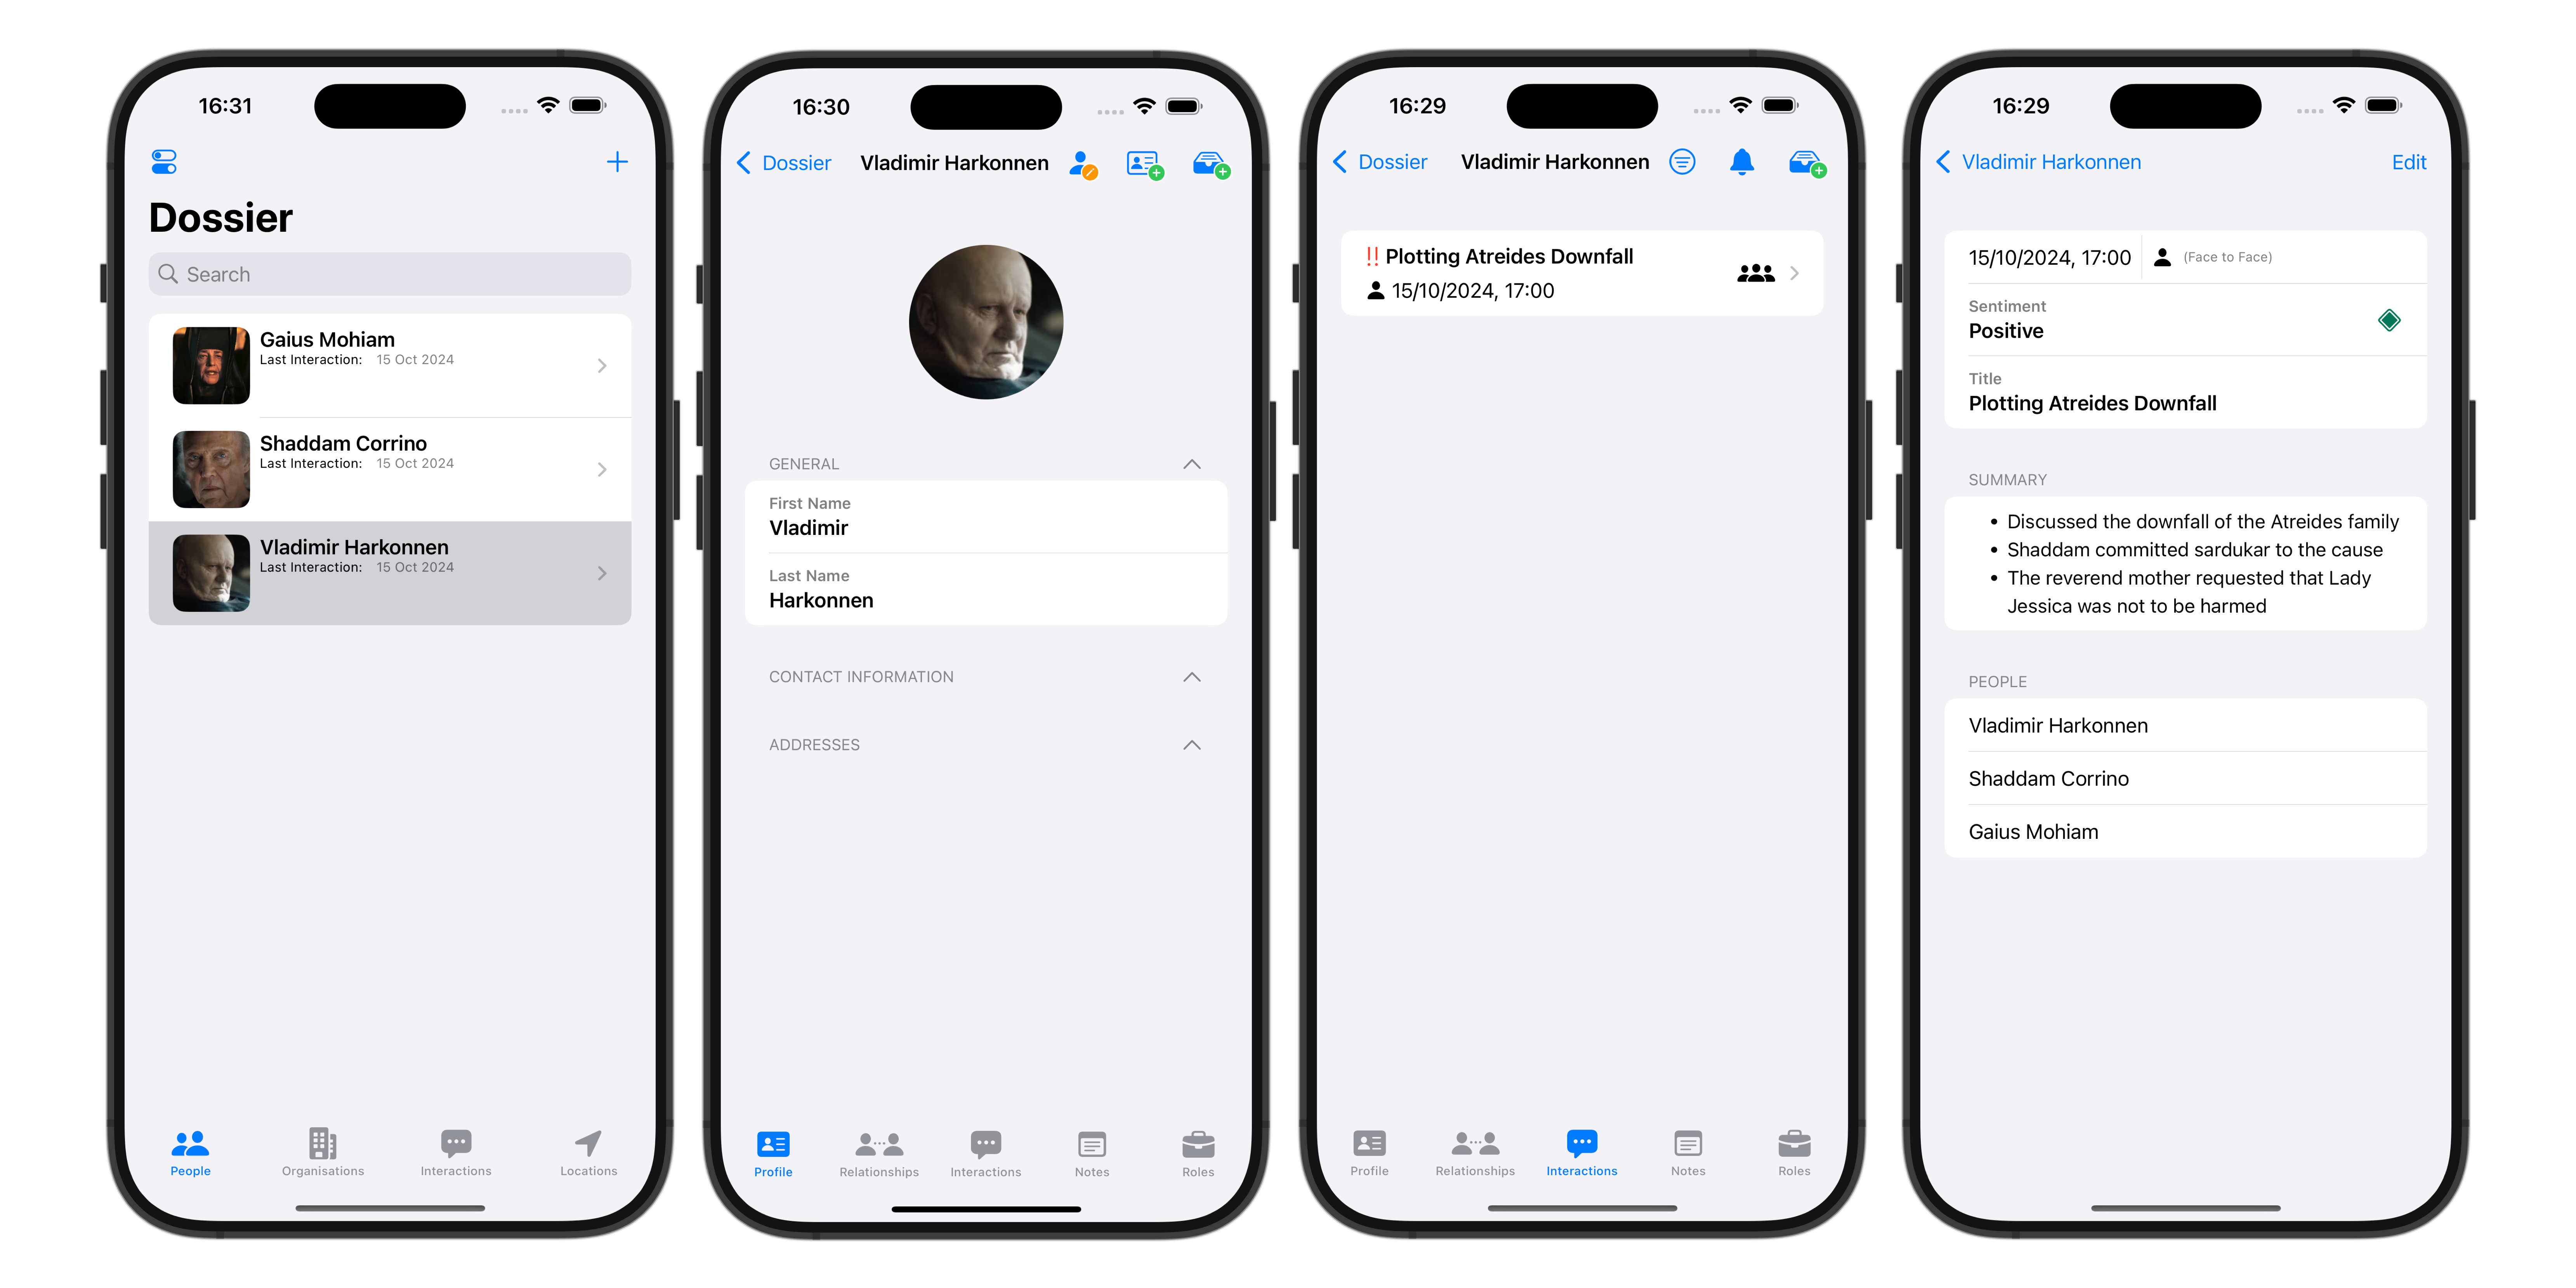 16:31
Dossier
Search
Gaius Mohiam
Last Interaction: 15 Oct 2024
Shaddam Corrino
Last Interaction: 15 Oct 2024
Vladimir Harkonnen
Last Interaction: 15 Oct 2024
People Organisations Interactions Locations
16:30
Dossier Vladimir Harkonnen
GENERAL
First Name
Vladimir
Last Name
Harkonnen
CONTACT INFORMATION
ADDRESSES
Profile Relationships Interactions Notes Roles
16:29
Dossier Vladimir Harkonnen
!! Plotting Atreides Downfall
15/10/2024, 17:00
Profile Relationships Interactions Notes Roles
16:29
Vladimir Harkonnen Edit
15/10/2024, 17:00 (Face to Face)
Sentiment
Positive
Title
Plotting Atreides Downfall
SUMMARY
• Discussed the downfall of the Atreides family
• Shaddam committed sardukar to the cause
• The reverend mother requested that Lady
Jessica was not to be harmed
PEOPLE
Vladimir Harkonnen
Shaddam Corrino
Gaius Mohiam